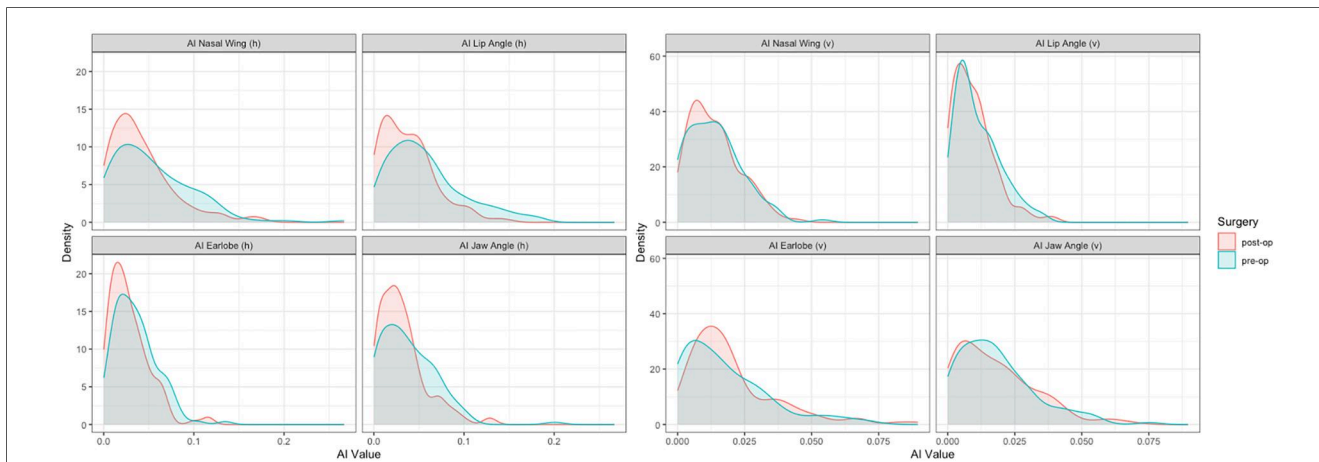 AI Nasal Wing (h)
AI Lip Angle (h)
20
15
10
5
0
AI Earlobe (h)
AI Jaw Angle (h)
20
15
10
5
0
0.0
0.1
0.2
0.0
0.1
0.2
Density
AI Value
AI Nasal Wing (v)
AI Lip Angle (v)
60
40
20
0
AI Earlobe (v)
AI Jaw Angle (v)
60
40
20
0
0.000
0.025
0.050
0.075
0.000
0.025
0.050
0.075
Density
AI Value
Surgery
post-op
pre-op